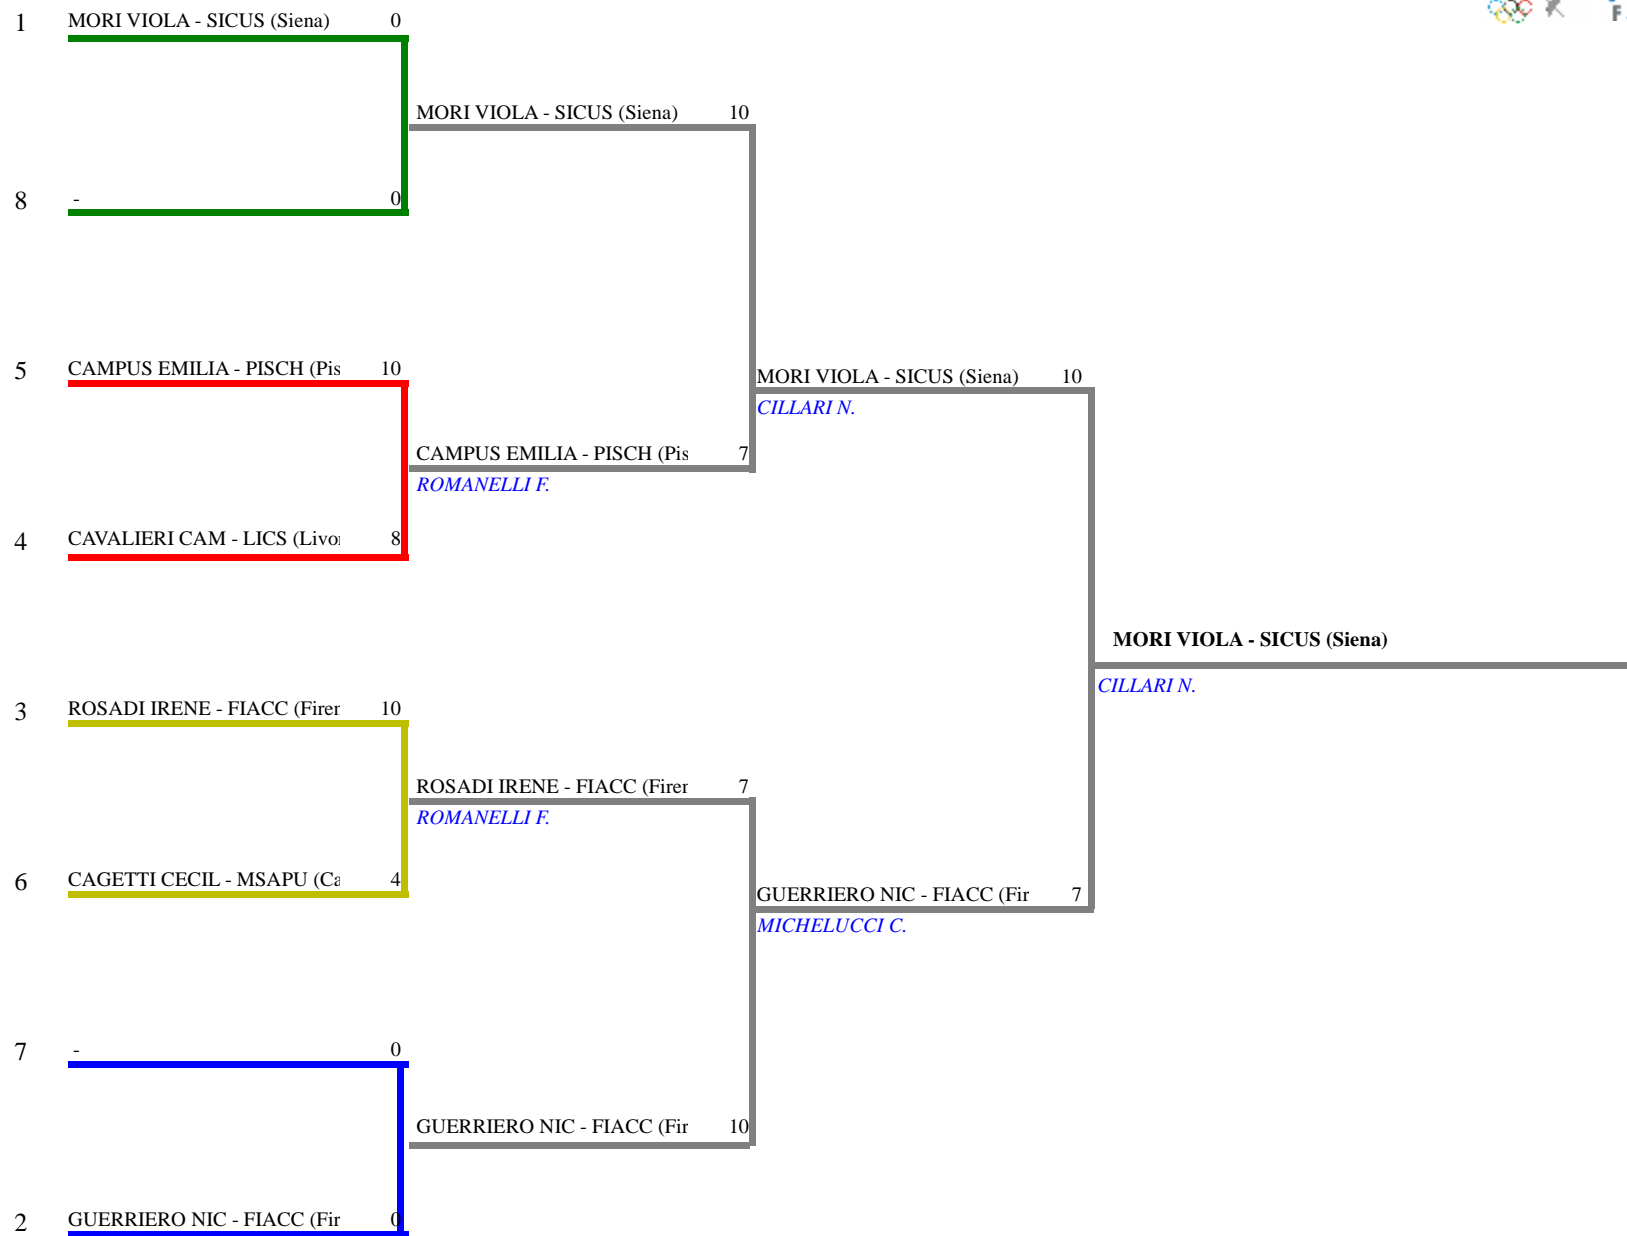 1 MORI VIOLA - SICUS (Siena) 0
MORI VIOLA - SICUS (Siena) 10
8 - 0
5 CAMPUS EMILIA - PISCH (Pis 10
MORI VIOLA - SICUS (Siena) 10
CILLARI N.
CAMPUS EMILIA - PISCH (Pis 7
ROMANELLI F.
4 CAVALIERI CAM - LICS (Livo 8
MORI VIOLA - SICUS (Siena)
CILLARI N.
3 ROSADI IRENE - FIACC (Firen 10
ROSADI IRENE - FIACC (Firen 7
ROMANELLI F.
6 CAGETTI CECIL - MSAPU (Ca 4
GUERRIERO NIC - FIACC (Fir 7
MICHELUCCI C.
7 - 0
GUERRIERO NIC - FIACC (Fir 10
2 GUERRIERO NIC - FIACC (Fir 0